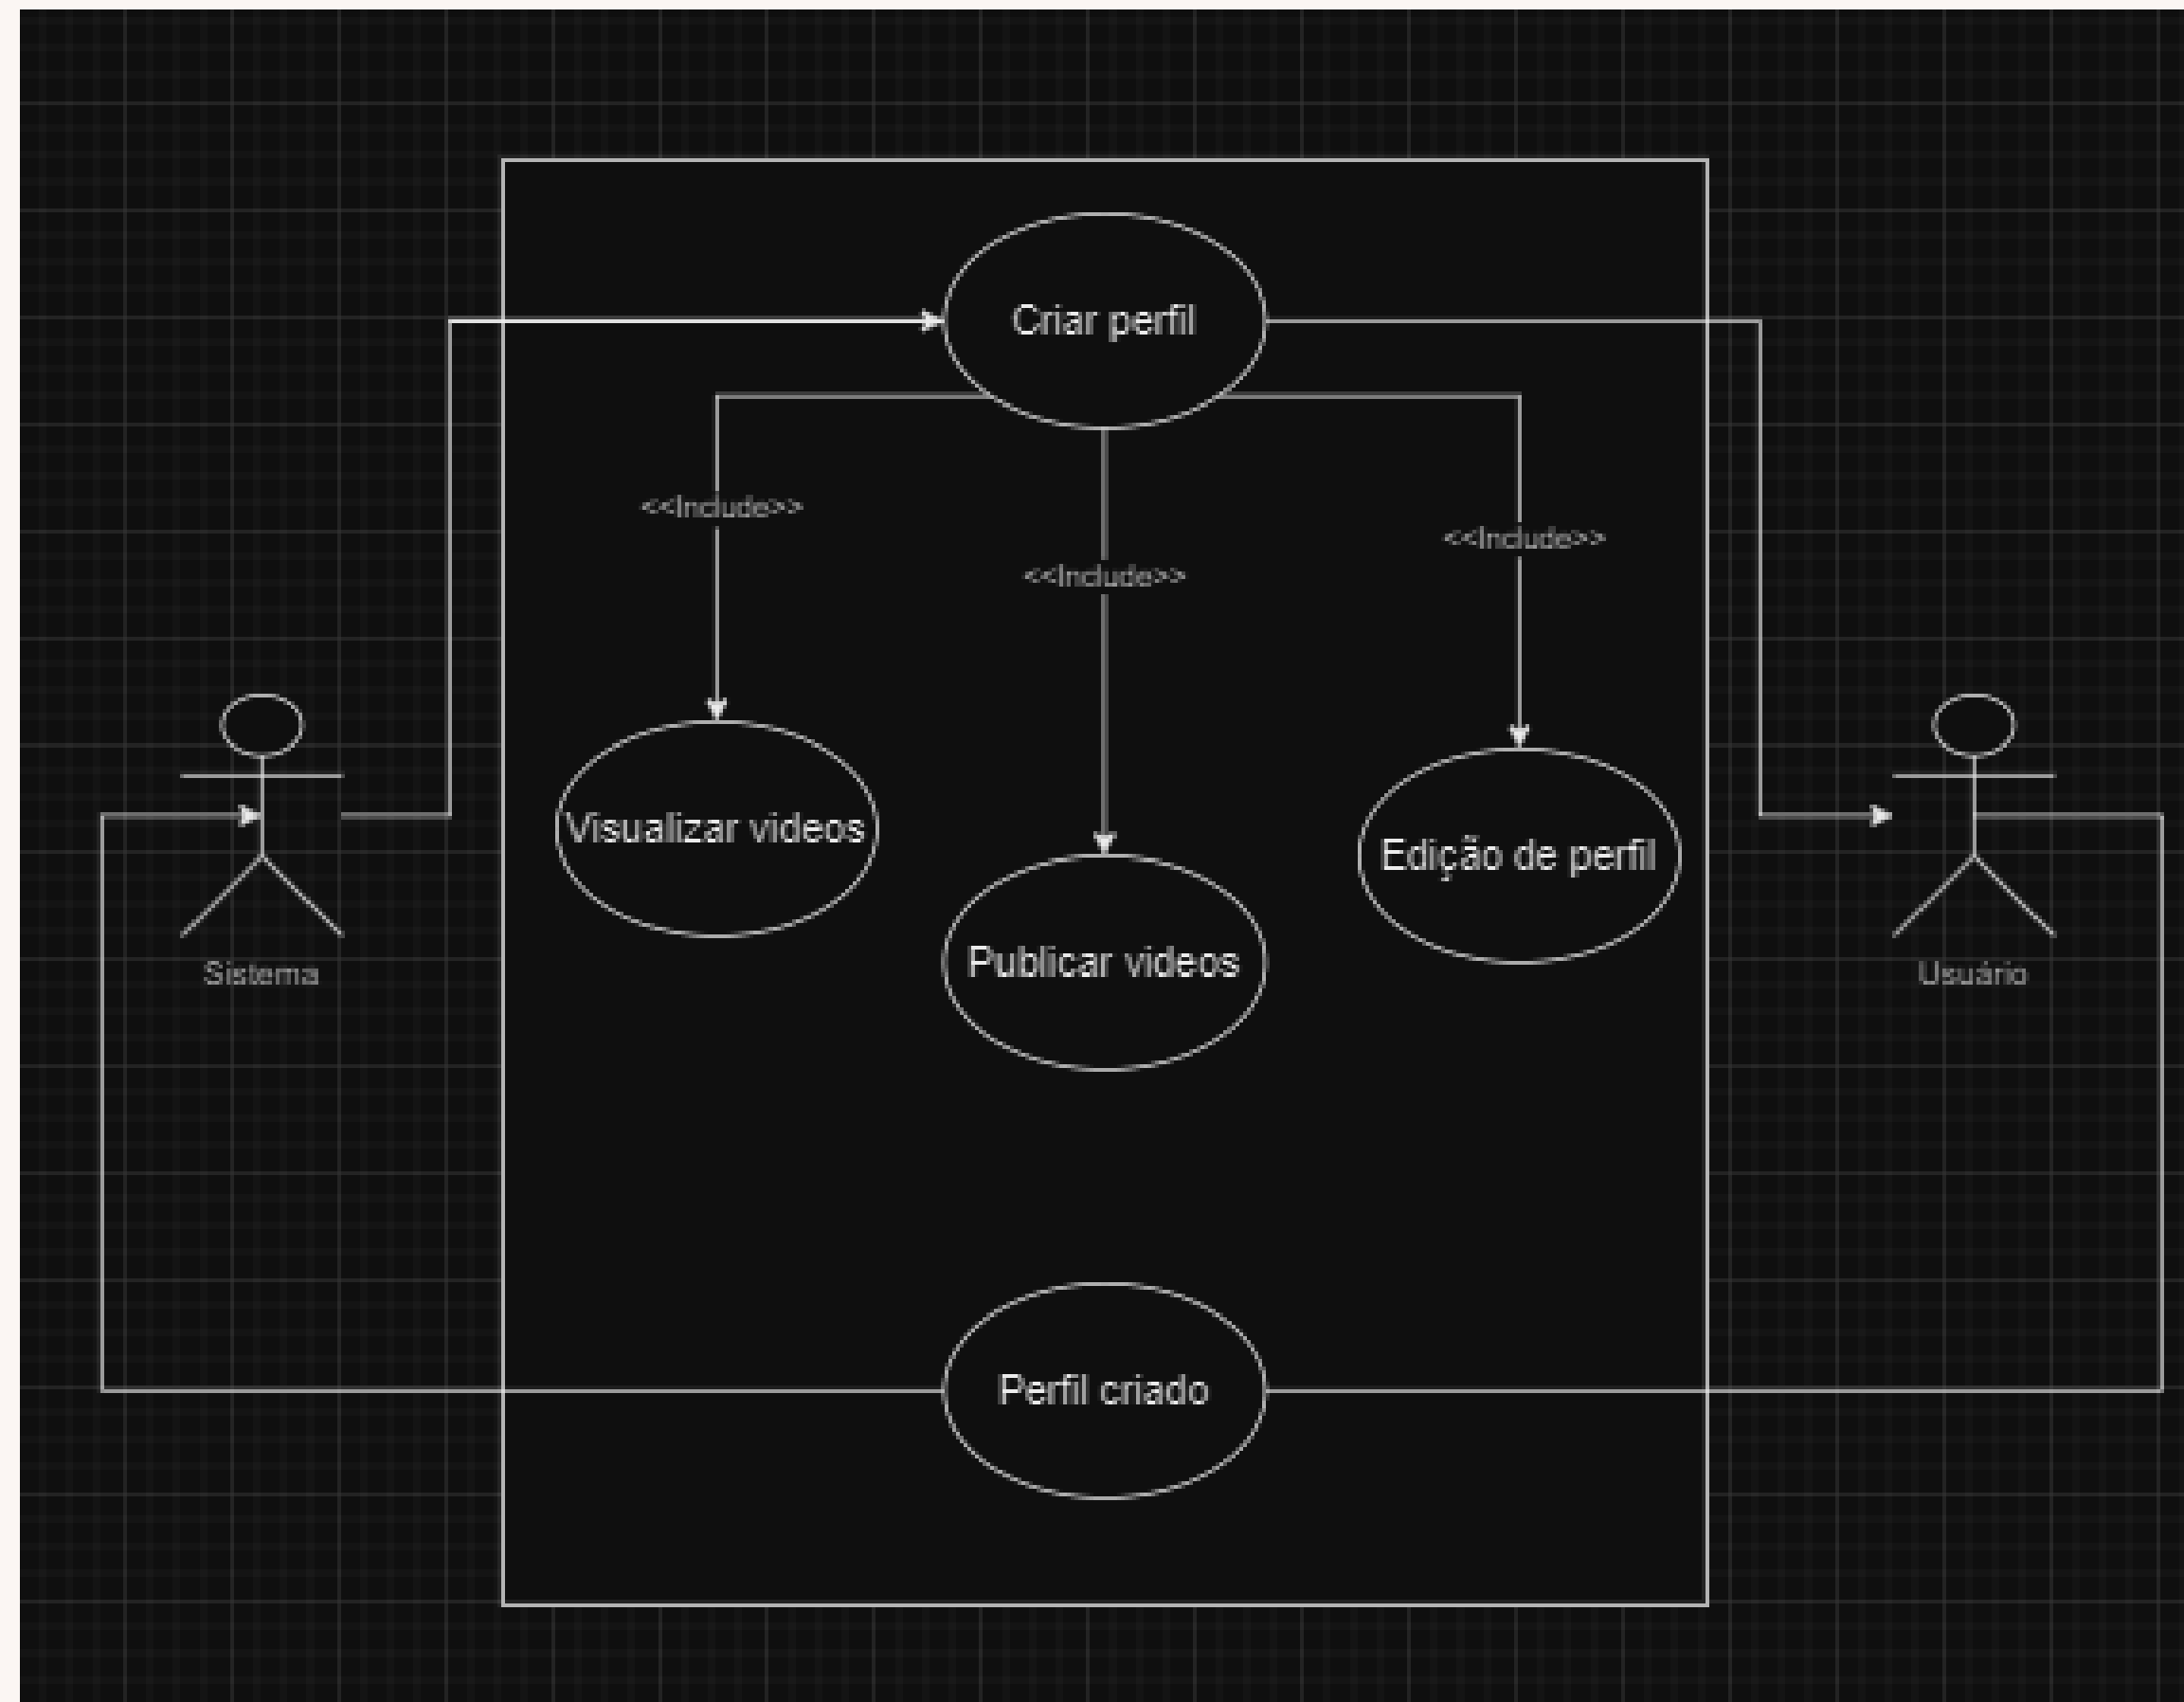 Criar perfil
<<Include>>
<<Include>>
<<Include>>
Visualizar videos
Edição de perfil
Publicar videos
Sistema
Usuário
Perfil criado